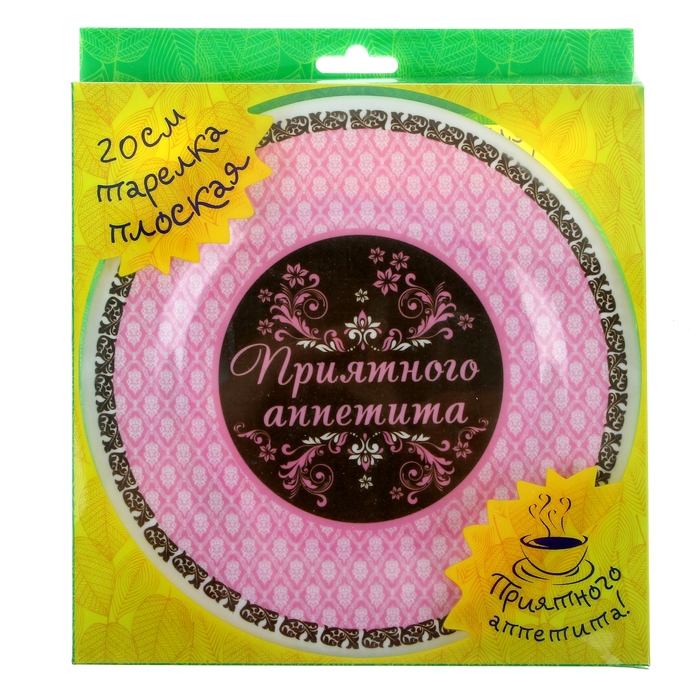 20см
тарелка
плоская
Приятного
аппетита
Приятного
аппетита!